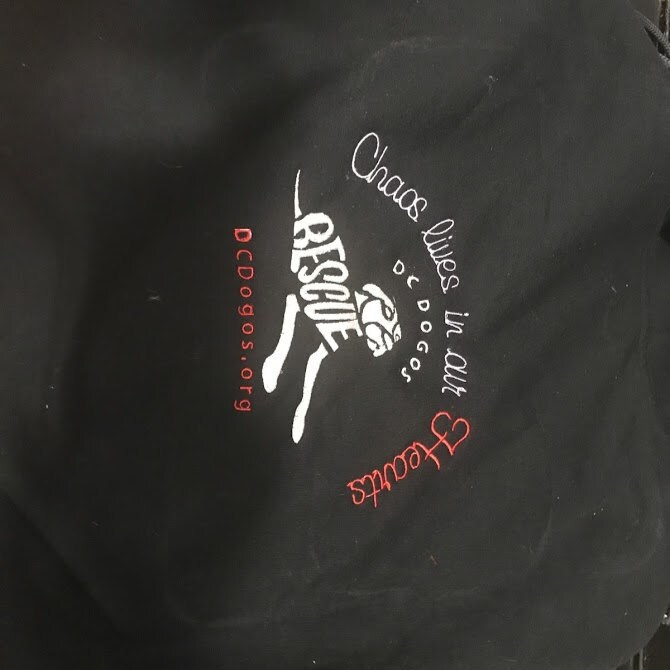 Chaos lives in our Hearts
DC DOGOS
RESCUE
DCDogos.org